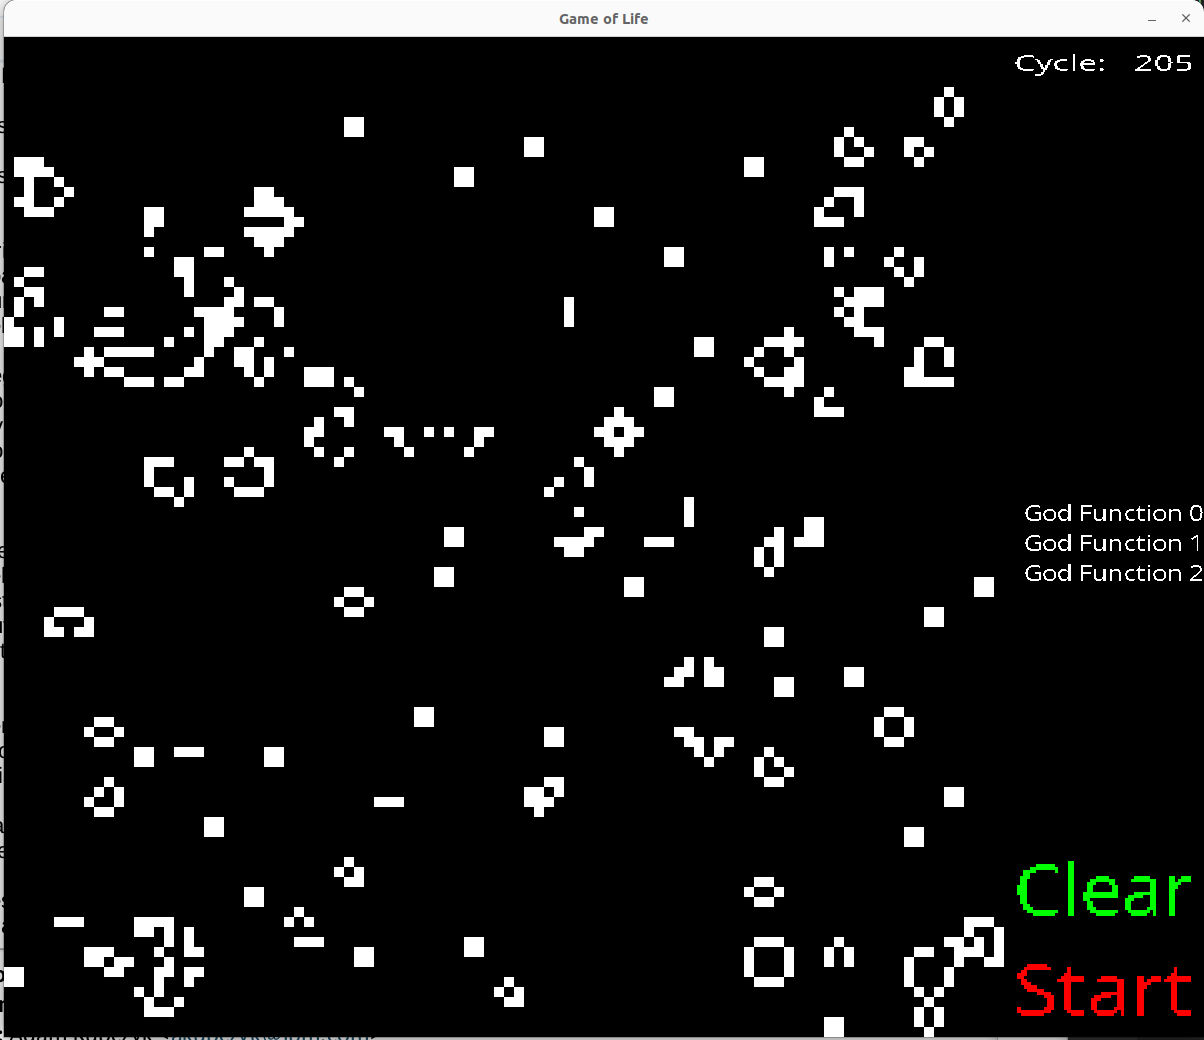 Game of Life
Cycle: 205
God Function 0
God Function 1
God Function 2
Clear
Start